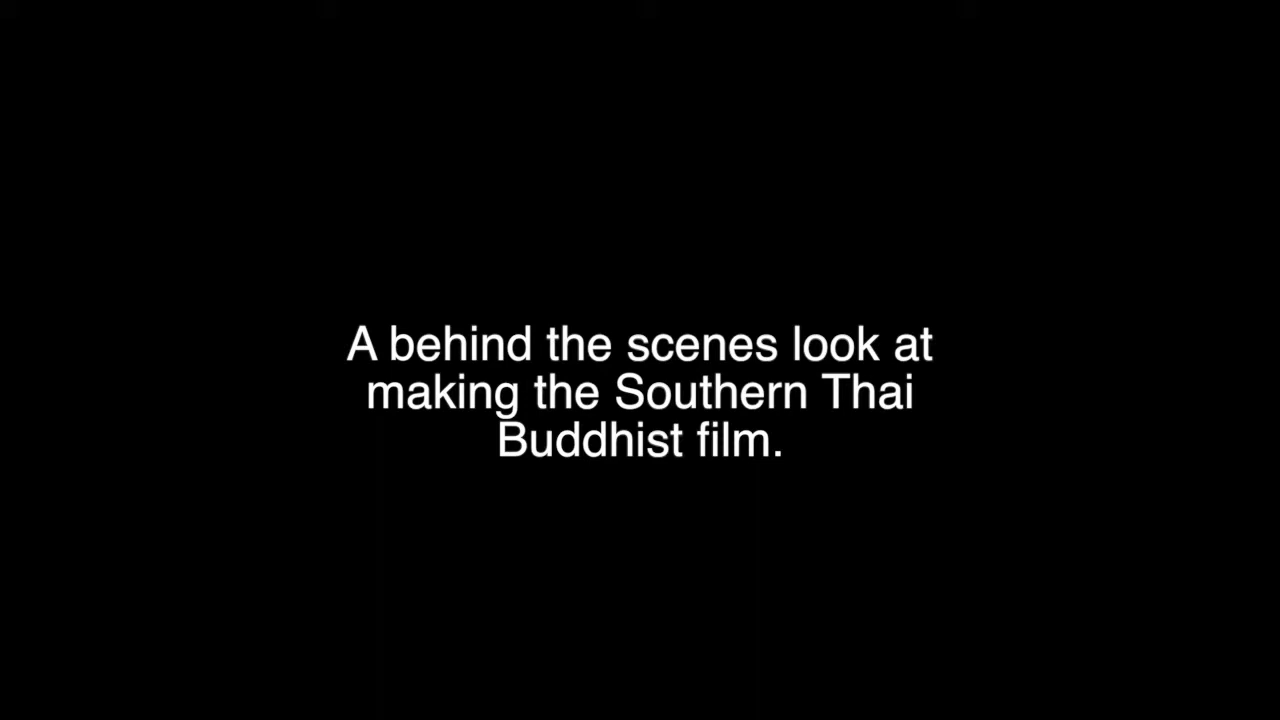 A behind the scenes look at
making the Southern Thai
Buddhist film.